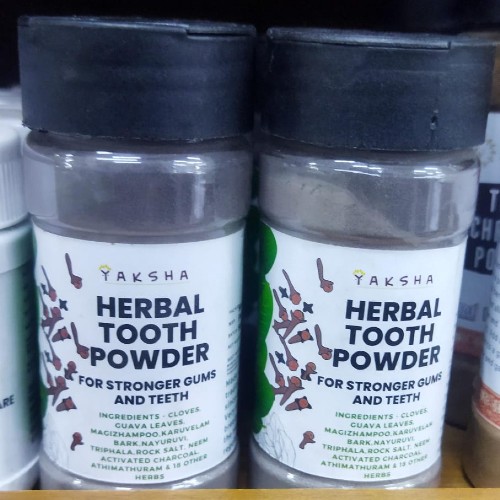 YAKSHA
HERBAL
TOOTH
POWDER
FOR STRONGER GUMS
AND TEETH
INGREDIENTS - CLOVES,
GUAVA LEAVES,
MAGIZHAMPOO,KARUVELAM
BARK,NAYURUVI,
TRIPHALA,ROCK SALT, NEEM
ACTIVATED CHARCOAL,
ATHIMATHURAM & 18 OTHER
HERBS
YAKSHA
HERBAL
TOOTH
POWDER
FOR STRONGER GUMS
AND TEETH
INGREDIENTS - CLOVES,
GUAVA LEAVES,
MAGIZHAMPOO,KARUVELAM
BARK,NAYURUVI,
TRIPHALA,ROCK SALT, NEEM
ACTIVATED CHARCOAL,
ATHIMATHURAM & 18 OTHER
HERBS